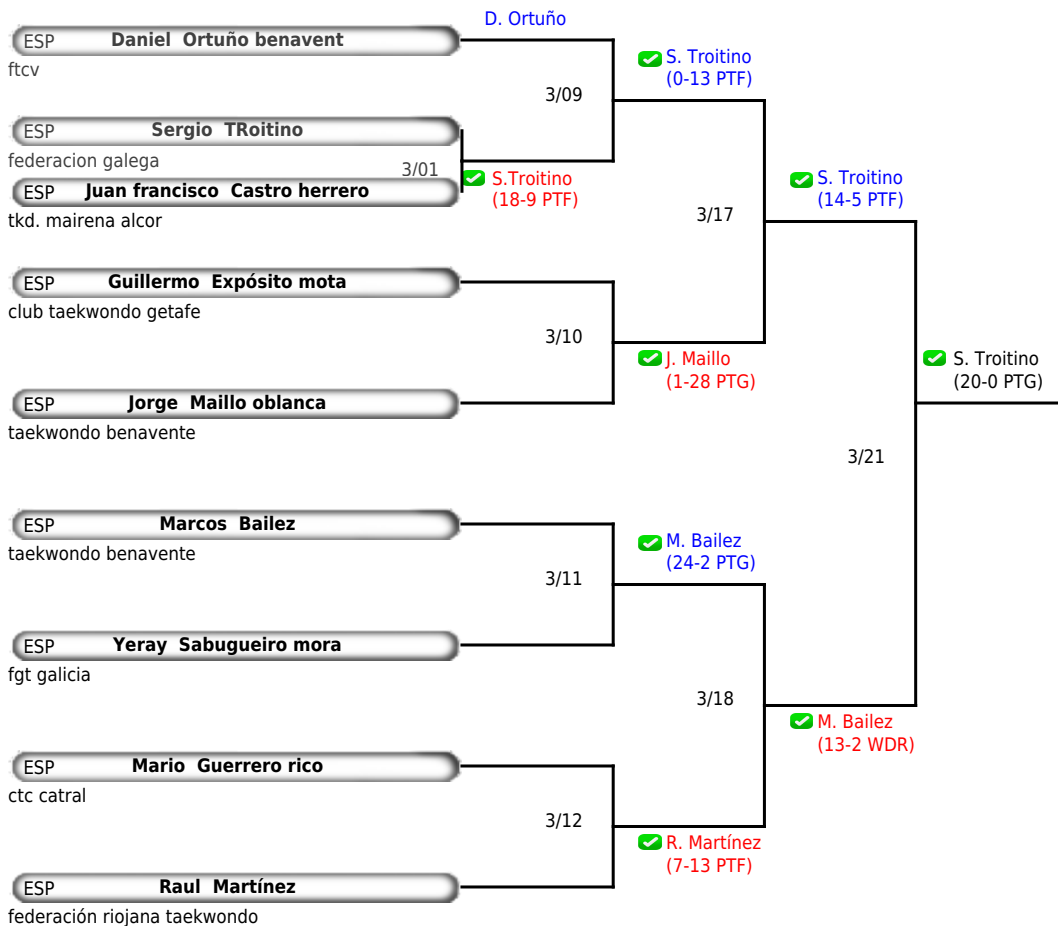 D. Ortuño
ESP Daniel Ortuño benavent
ftcv
S. Troitino
(0-13 PTF)
3/09
ESP Sergio TRoitino
federacion galega
3/01
S.Troitino
(18-9 PTF)
ESP Juan francisco Castro herrero
tkd. mairena alcor
S. Troitino
(14-5 PTF)
3/17
ESP Guillermo Expósito mota
club taekwondo getafe
3/10
J. Maillo
(1-28 PTG)
S. Troitino
(20-0 PTG)
ESP Jorge Maillo oblanca
taekwondo benavente
3/21
ESP Marcos Bailez
taekwondo benavente
M. Bailez
(24-2 PTG)
3/11
ESP Yeray Sabugueiro mora
fgt galicia
3/18
M. Bailez
(13-2 WDR)
ESP Mario Guerrero rico
ctc catral
3/12
R. Martínez
(7-13 PTF)
ESP Raul Martínez
federación riojana taekwondo